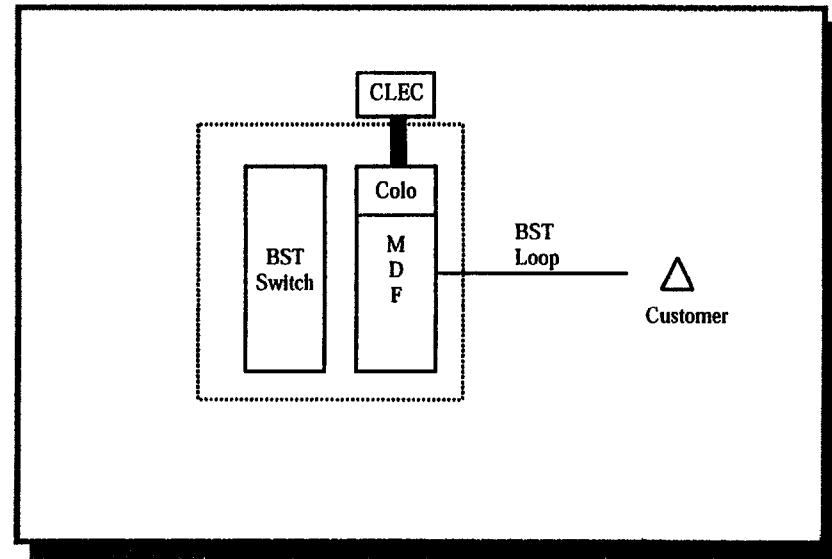 CLEC
Colo
M
D
F
BST
Switch
BST
Loop
Customer